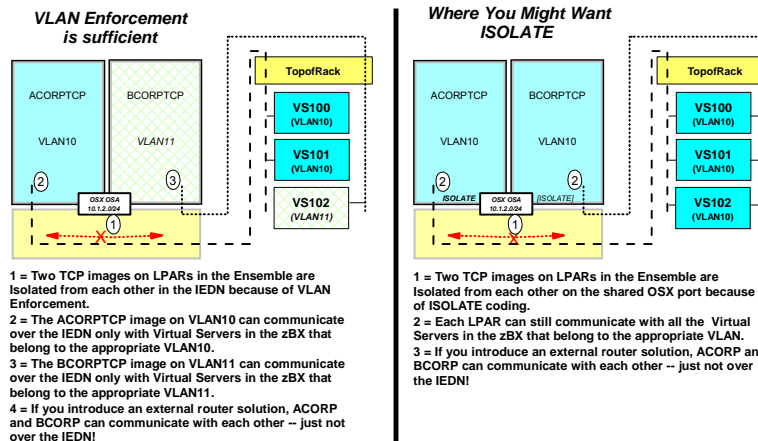 VLAN Enforcement
is sufficient
ACORPTCP
VLAN10
BCORPTCP
VLAN11
2
3
OSX OSA
10.1.2.0/24
1
X
TopofRack
VS100
(VLAN10)
VS101
(VLAN10)
VS102
(VLAN11)
1 = Two TCP images on LPARs in the Ensemble are
Isolated from each other in the IEDN because of VLAN
Enforcement.
2 = The ACORPTCP image on VLAN10 can communicate
over the IEDN only with Virtual Servers in the zBX that
belong to the appropriate VLAN10.
3 = The BCORPTCP image on VLAN11 can communicate
over the IEDN only with Virtual Servers in the zBX that
belong to the appropriate VLAN11.
4 = If you introduce an external router solution, ACORP
and BCORP can communicate with each other -- just not
over the IEDN!
Where You Might Want
ISOLATE
ACORPTCP
VLAN10
BCORPTCP
VLAN10
2
2
ISOLATE
OSX OSA
10.1.2.0/24
[ISOLATE]
1
X
TopofRack
VS100
(VLAN10)
VS101
(VLAN10)
VS102
(VLAN10)
1 = Two TCP images on LPARs in the Ensemble are
Isolated from each other on the shared OSX port because
of ISOLATE coding.
2 = Each LPAR can still communicate with all the Virtual
Servers in the zBX that belong to the appropriate VLAN.
3 = If you introduce an external router solution, ACORP an
BCORP can communicate with each other -- just not over
the IEDN!